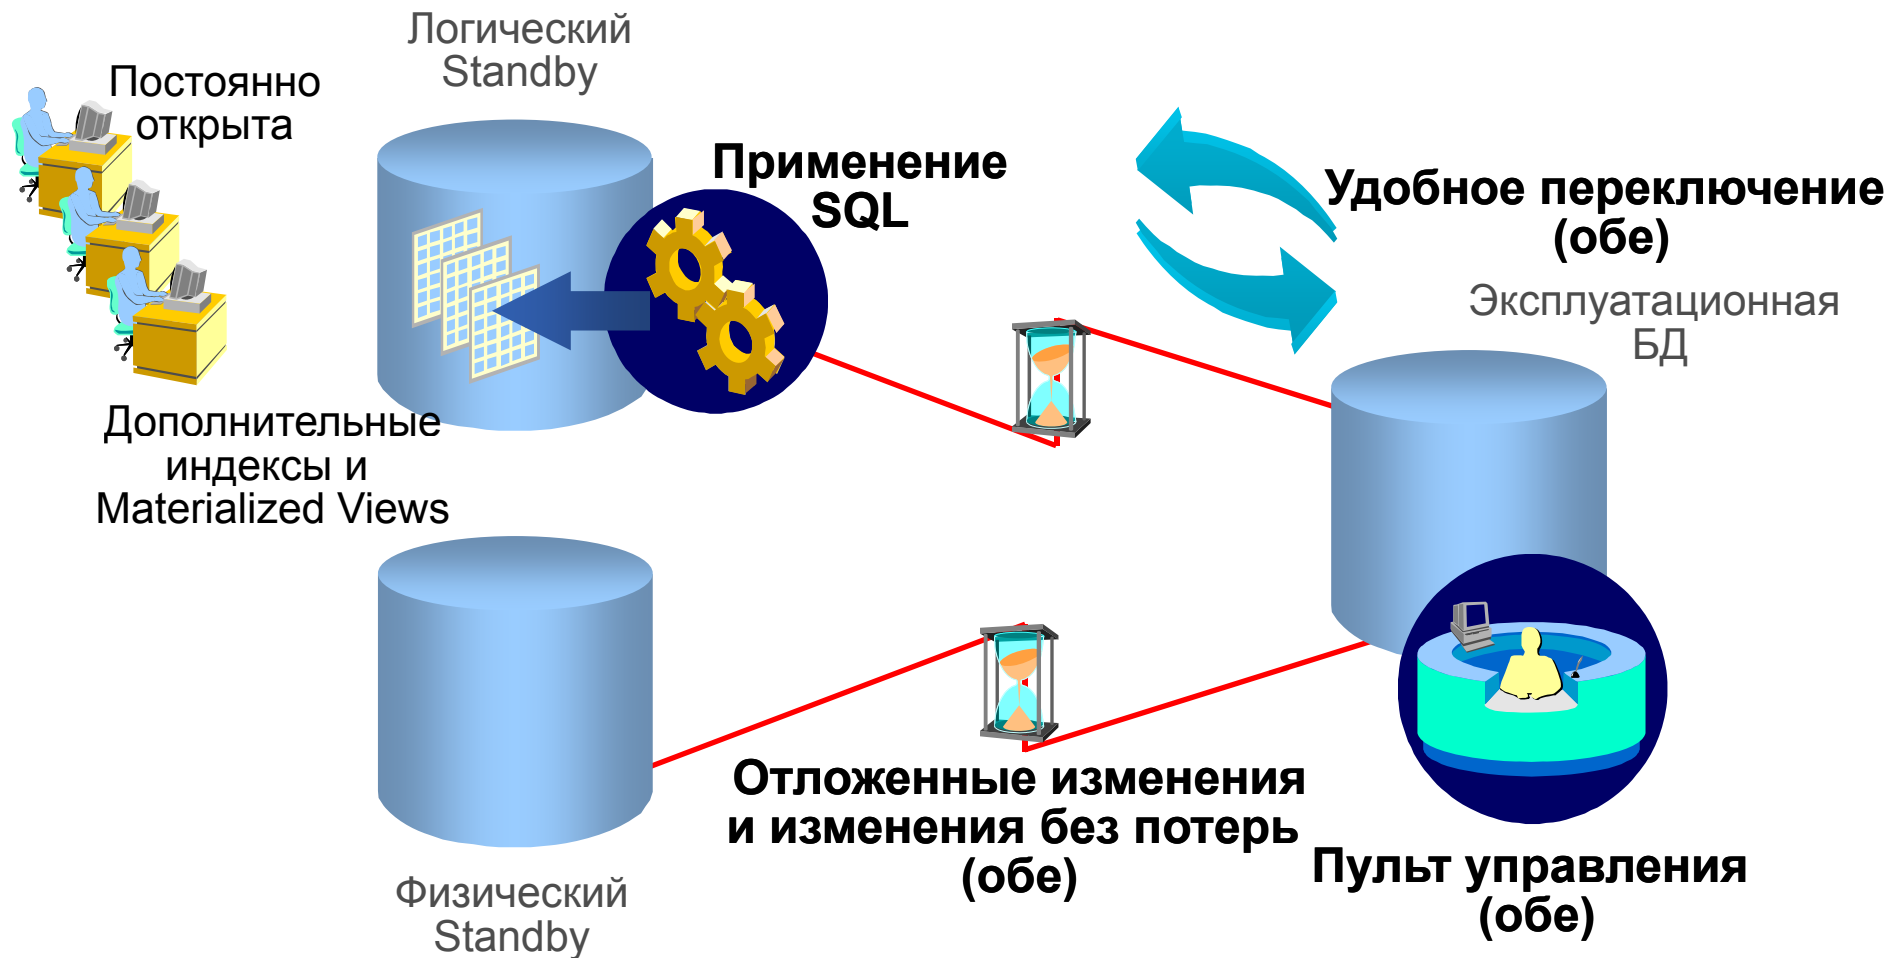 Логический
Standby
Постоянно
открыта
Применение
SQL
Удобное переключение
(обе)
Эксплуатационная
БД
Дополнительные
индексы и
Materialized Views
Отложенные изменения
и изменения без потерь
(обе)
Пульт управления
(обе)
Физический
Standby